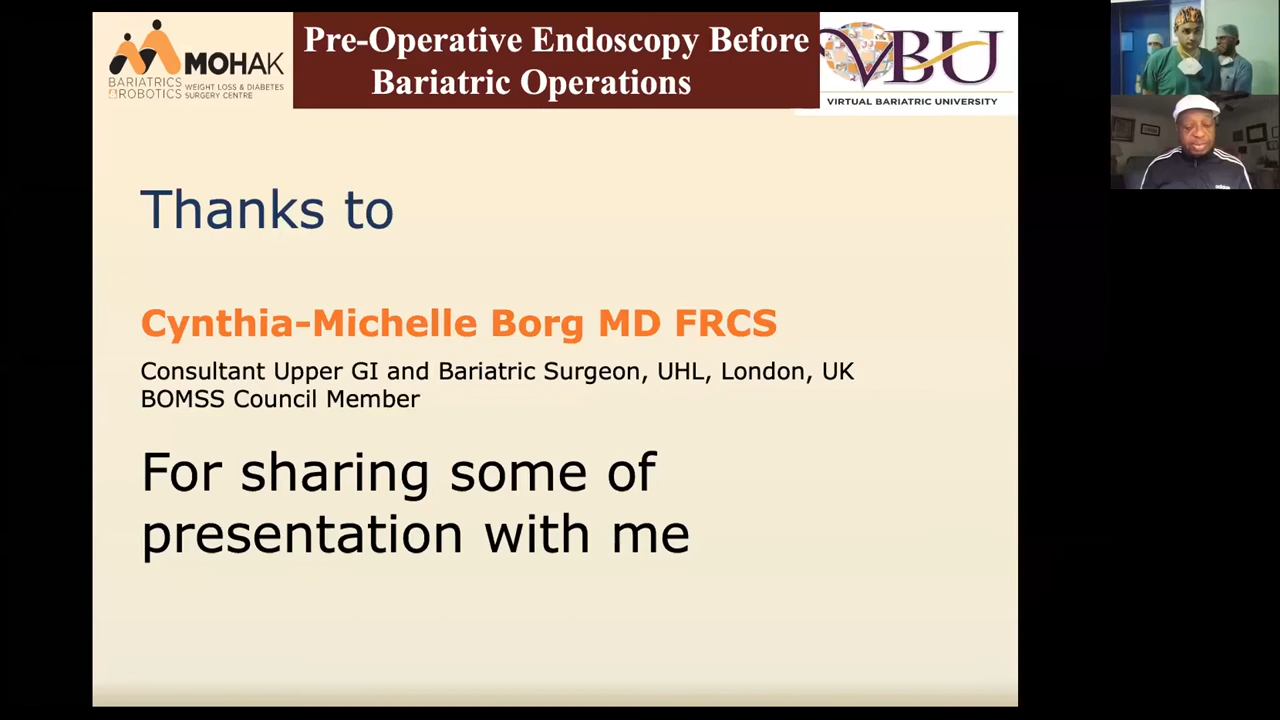 MOHAK
BARIATRICS
& ROBOTICS
WEIGHT LOSS & DIABETES
SURGERY CENTRE
Pre-Operative Endoscopy Before
Bariatric Operations
VBU
VIRTUAL BARIATRIC UNIVERSITY
Thanks to
Cynthia-Michelle Borg MD FRCS
Consultant Upper GI and Bariatric Surgeon, UHL, London, UK
BOMSS Council Member
For sharing some of
presentation with me
adidas